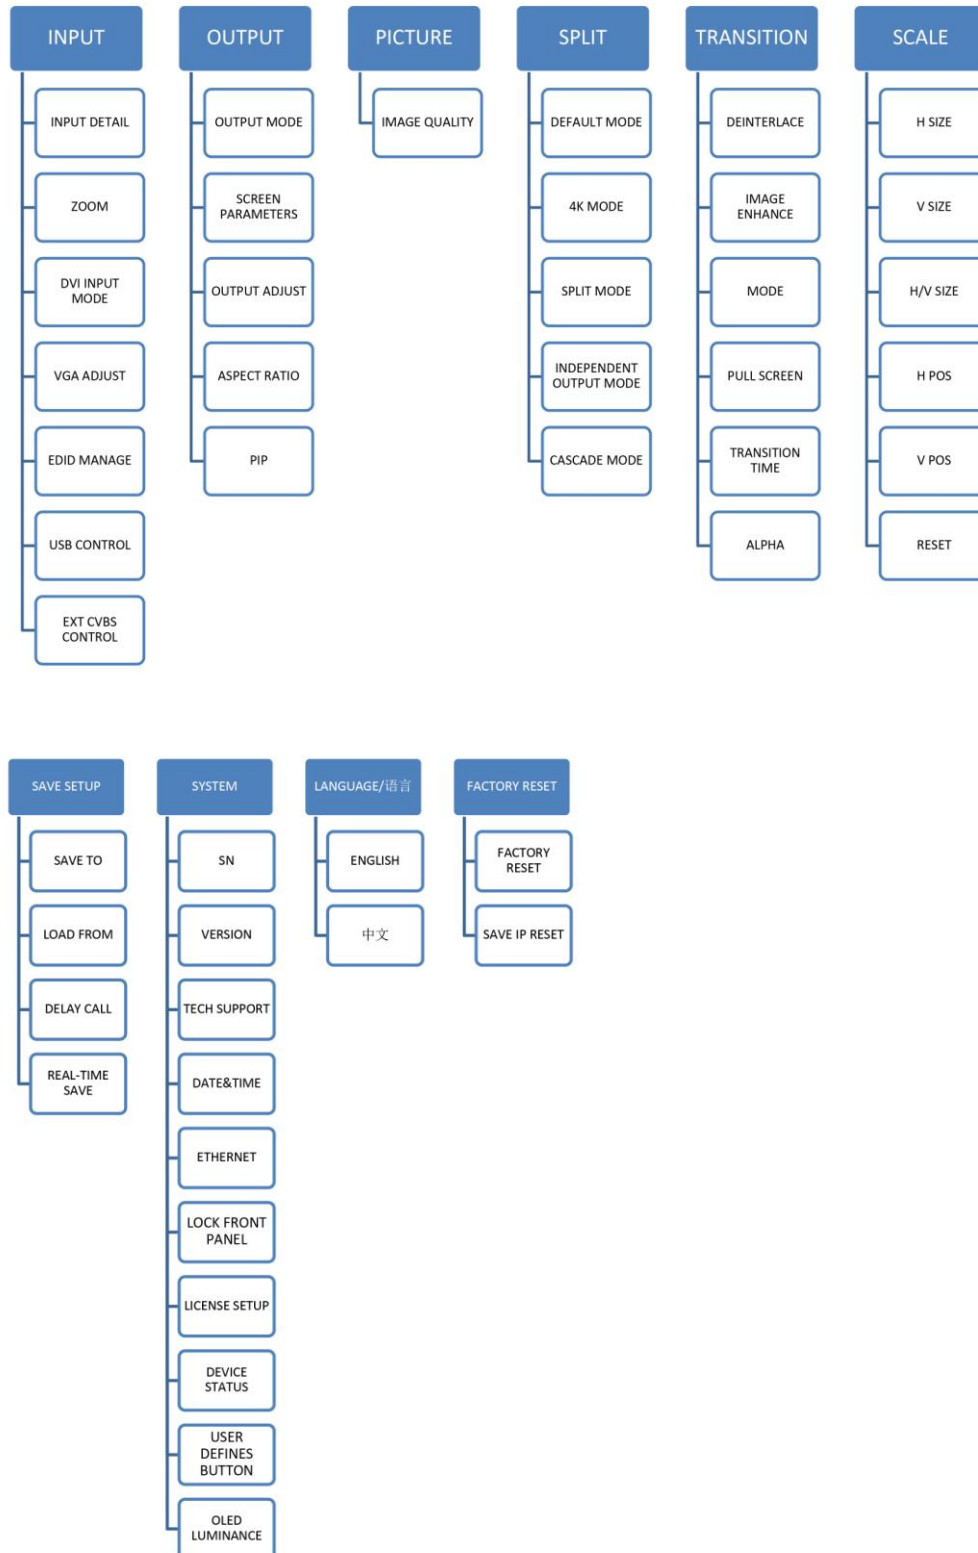 INPUT
INPUT DETAIL
ZOOM
DVI INPUT
MODE
VGA ADJUST
EDID MANAGE
USB CONTROL
EXT CVBS
CONTROL
OUTPUT
OUTPUT MODE
SCREEN
PARAMETERS
OUTPUT ADJUST
ASPECT RATIO
PIP
PICTURE
IMAGE QUALITY
SPLIT
DEFAULT MODE
4K MODE
SPLIT MODE
INDEPENDENT
OUTPUT MODE
CASCADE MODE
TRANSITION
DEINTERLACE
IMAGE
ENHANCE
MODE
PULL SCREEN
TRANSITION
TIME
ALPHA
SCALE
H SIZE
V SIZE
H/V SIZE
H POS
V POS
RESET
SAVE SETUP
SAVE TO
LOAD FROM
DELAY CALL
REAL-TIME
SAVE
SYSTEM
SN
VERSION
TECH SUPPORT
DATE&TIME
ETHERNET
LOCK FRONT
PANEL
LICENSE SETUP
DEVICE
STATUS
USER
DEFINES
BUTTON
OLED
LUMINANCE
LANGUAGE/语言
ENGLISH
中文
FACTORY RESET
FACTORY
RESET
SAVE IP RESET